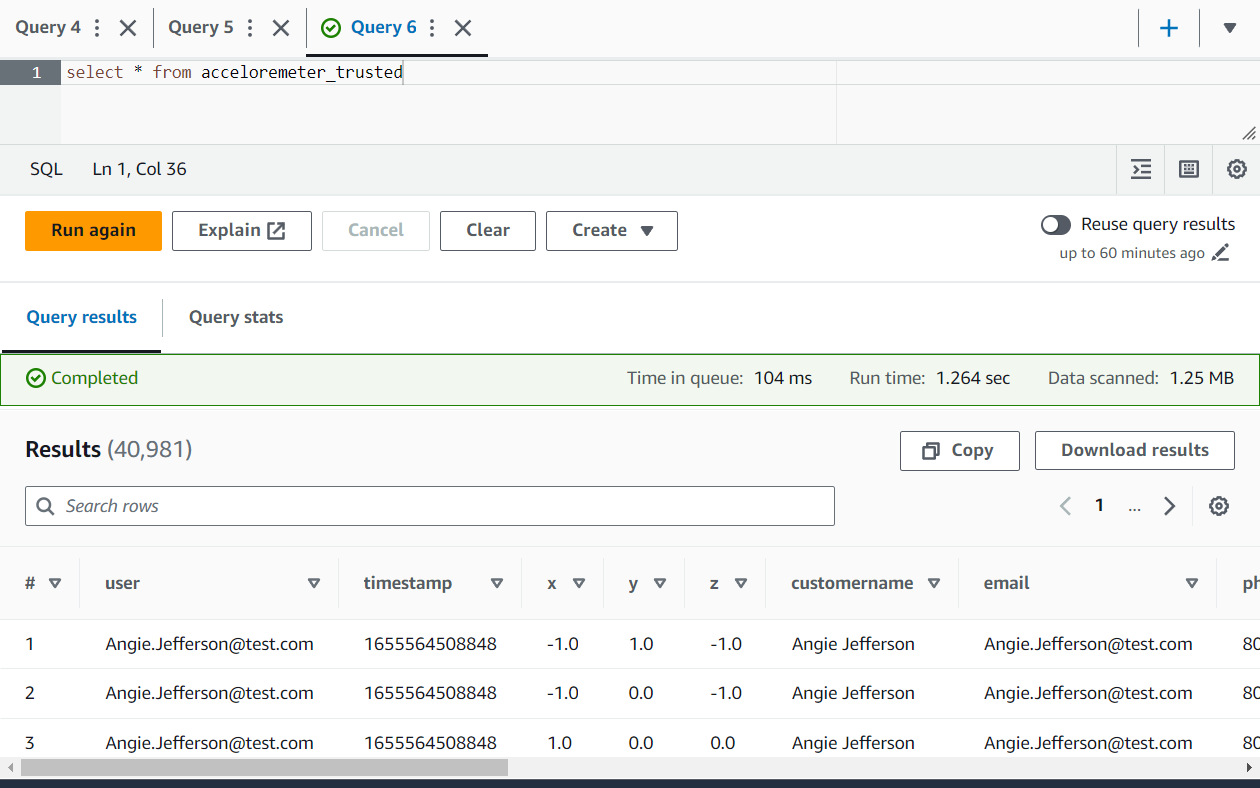 Query 4 Query 5 Query 6
1 select * from acceloremeter_trusted
SQL Ln 1, Col 36
Run again Explain Cancel Clear Create Reuse query results
up to 60 minutes ago
Query results Query stats
Completed Time in queue: 104 ms Run time: 1.264 sec Data scanned: 1.25 MB
Results (40,981) Copy Download results
Search rows 1 ...
# user timestamp x y z customername email ph
1 Angie.Jefferson@test.com 1655564508848 -1.0 1.0 -1.0 Angie Jefferson Angie.Jefferson@test.com 80
2 Angie.Jefferson@test.com 1655564508848 -1.0 0.0 -1.0 Angie Jefferson Angie.Jefferson@test.com 80
3 Angie.Jefferson@test.com 1655564508848 1.0 0.0 0.0 Angie Jefferson Angie.Jefferson@test.com 80